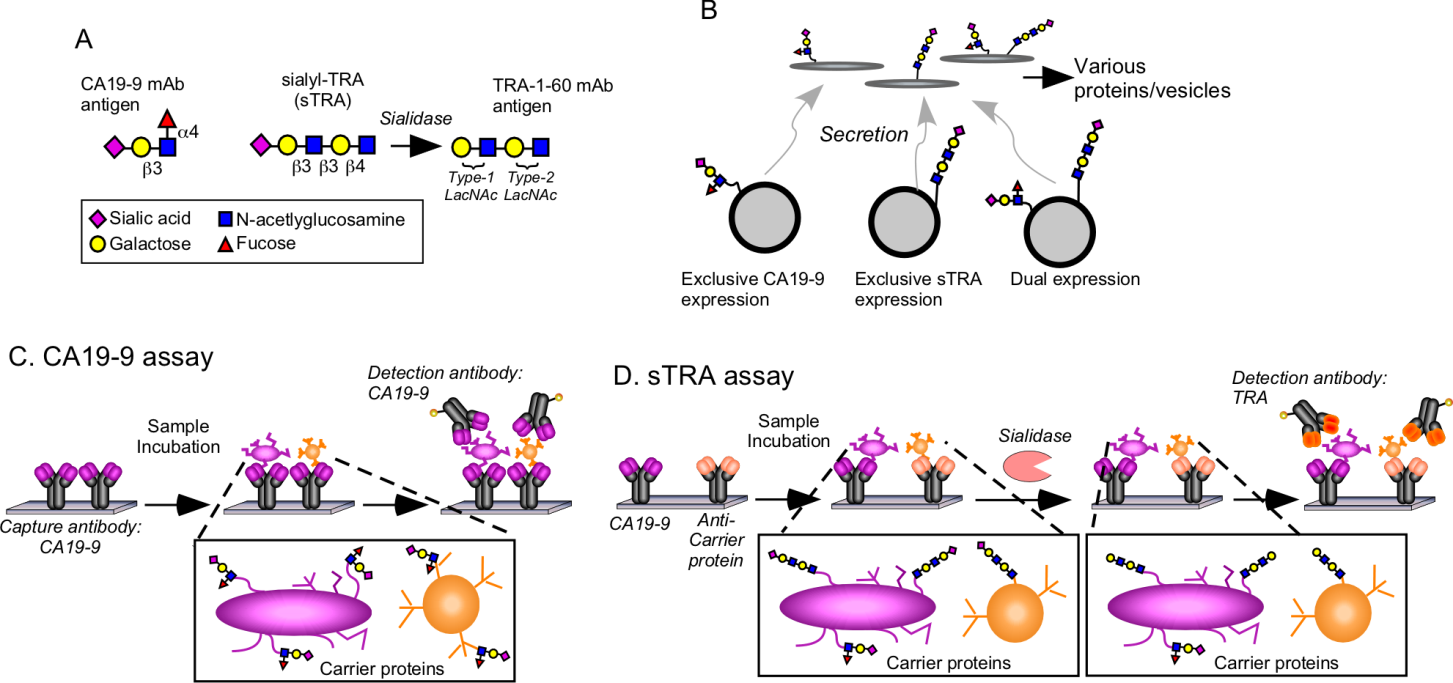 A
CA19-9 mAb
antigen
α4
β3
sialyl-TRA
(sTRA)
β3 β3 β4
Sialidase
TRA-1-60 mAb
antigen
Type-1
LacNAc
Type-2
LacNAc
Sialic acid
N-acetylglucosamine
Galactose
Fucose
B
Various
proteins/vesicles
Secretion
Exclusive CA19-9
expression
Exclusive sTRA
expression
Dual expression
C. CA19-9 assay
Capture antibody:
CA19-9
Sample
Incubation
Detection antibody:
CA19-9
Carrier proteins
D. sTRA assay
CA19-9
Anti-
Carrier
protein
Sample
Incubation
Sialidase
Detection antibody:
TRA
Carrier proteins
Carrier proteins